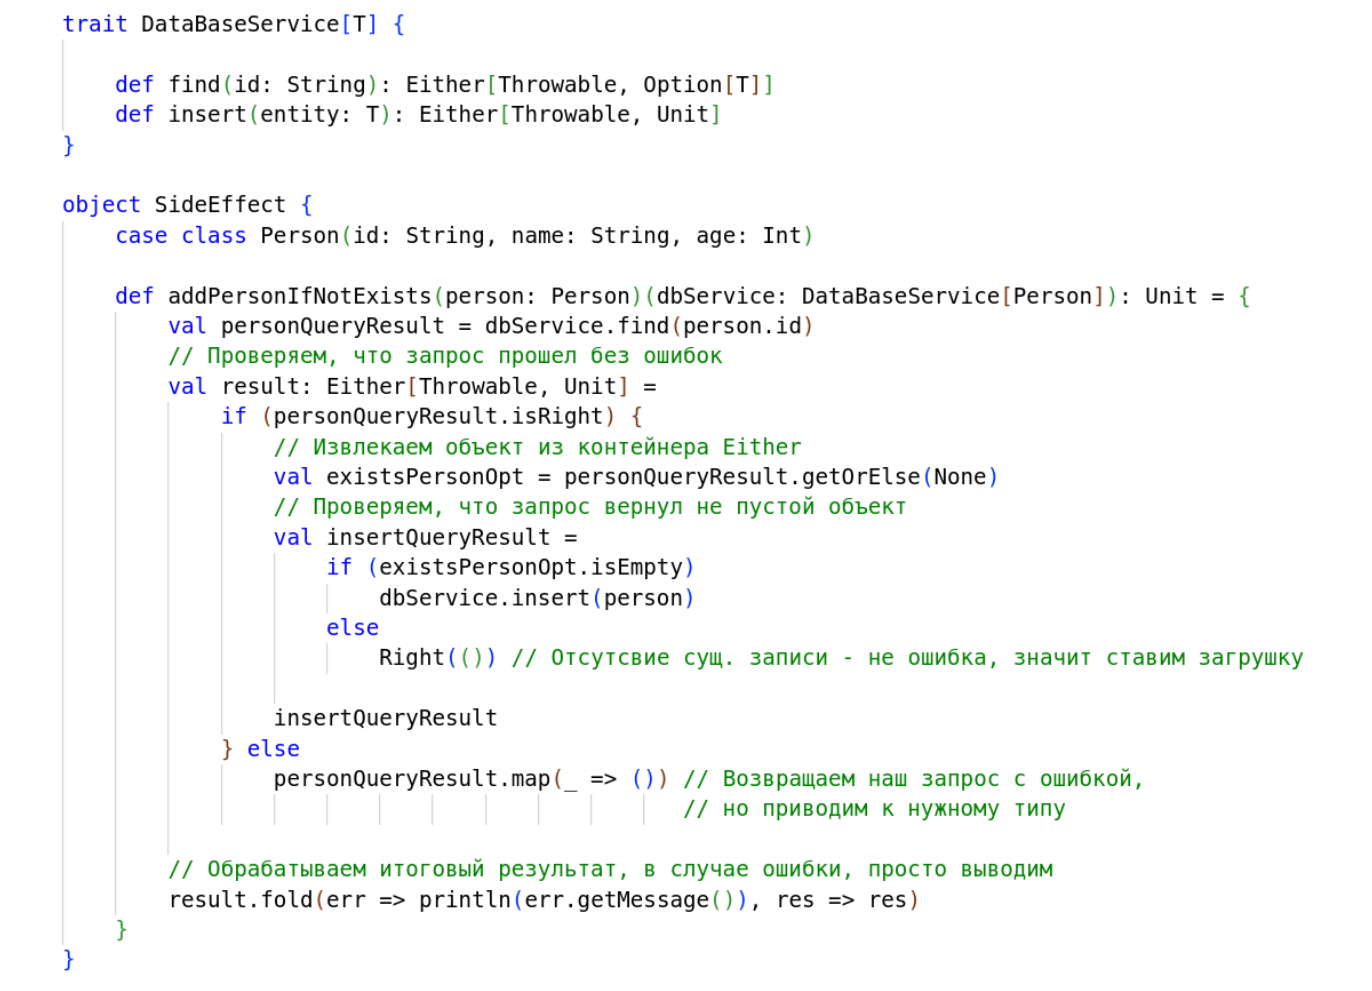 trait DataBaseService[T] {
def find(id: String): Either[Throwable, Option[T]]
def insert(entity: T): Either[Throwable, Unit]
}
object SideEffect {
case class Person(id: String, name: String, age: Int)
def addPersonIfNotExists(person: Person)(dbService: DataBaseService[Person]): Unit = {
val personQueryResult = dbService.find(person.id)
// Проверяем, что запрос прошел без ошибок
val result: Either[Throwable, Unit] =
if (personQueryResult.isRight) {
// Извлекаем объект из контейнера Either
val existsPersonOpt = personQueryResult.getOrElse(None)
// Проверяем, что запрос вернул не пустой объект
val insertQueryResult =
if (existsPersonOpt.isEmpty)
dbService.insert(person)
else
Right(()) // Отсутсвие сущ. записи - не ошибка, значит ставим загрушку
insertQueryResult
} else
personQueryResult.map(_ => ()) // Возвращаем наш запрос с ошибкой,
// но приводим к нужному типу
// Обрабатываем итоговый результат, в случае ошибки, просто выводим
result.fold(err => println(err.getMessage()), res => res)
}
}